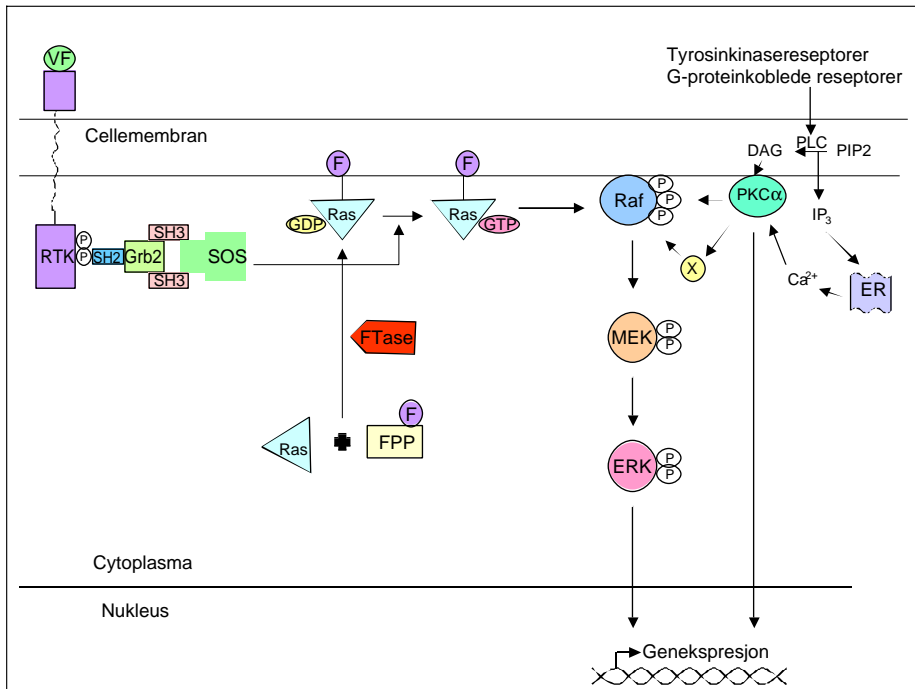 VF
Tyrosinkinasereseptorer
G-proteinkoblede reseptorer
Cellemembran
PLC
DAG
PIP2
F
F
Ras
GDP
Ras
GTP
Raf
P
P
P
PKCα
IP3
RTK
P
P
SH2
Grb2
SH3
SH3
SOS
X
Ca2+
ER
FTase
MEK
P
P
Ras
F
FPP
ERK
P
P
Cytoplasma
Nukleus
Genekspresjon